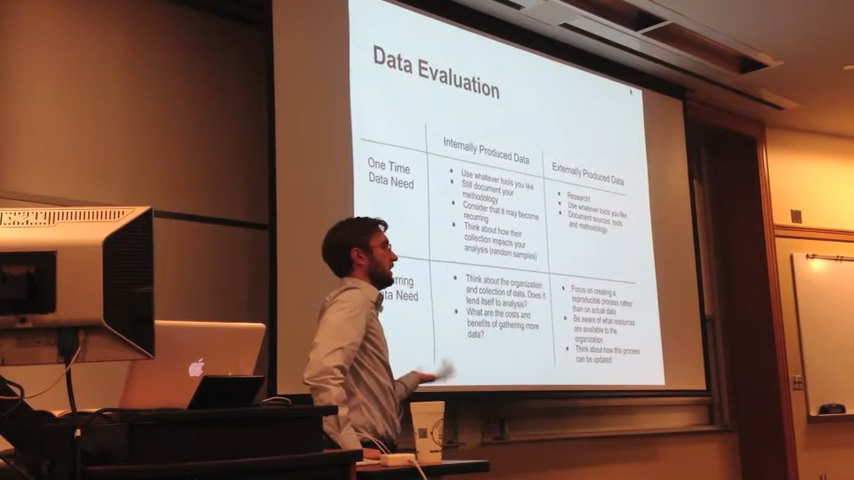 Data Evaluation
Internally Produced Data
Externally Produced Data
One Time
Data Need
Use whatever tools you like
Still document your
methodology
Consider that it may become
recurring
Think about how their
collection impacts your
analysis (random samples)
Research!
Use whatever tools you like
Document sources, tools
and methodology
Data Need
Think about the organization
and collection of data. Does it
lend itself to analysis?
What are the costs and
benefits of gathering more
data?
Focus on creating a
reproducible process rather
than on actual data
Be aware of what resources
are available to the
organization
Think about how this process
can be updated